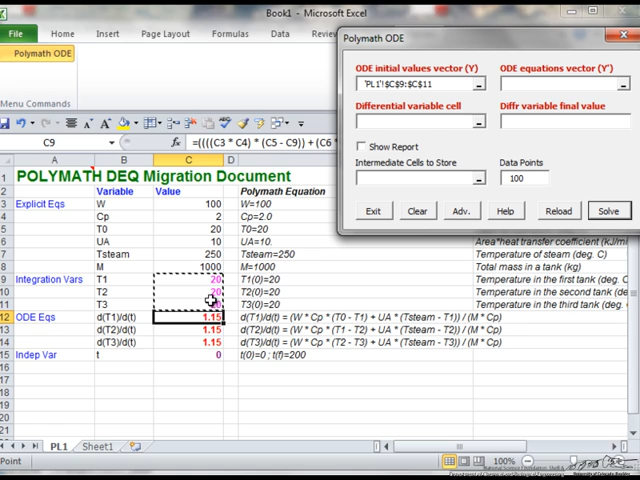 Book1 - Microsoft Excel
File Home Insert Page Layout Formulas Data
Polymath ODE
Menu Commands
C9 fx =((((C3 * C4) * (C5 - C9)) + (C6
A B C D
1 POLYMATH DEQ Migration Document
2 Variable Value Polymath Equation
3 Explicit Eqs W 100 W=100
4 Cp 2 Cp=2.0
5 T0 20 T0=20
6 UA 10 UA=10. Area*heat transfer coefficient (kJ/mi
7 Tsteam 250 Tsteam=250 Temperature of steam (deg. C)
8 M 1000 M=1000 Total mass in a tank (kg)
9 Integration Vars T1 20 T1(0)=20 Temperature in the first tank (deg. C)
10 T2 20 T2(0)=20 Temperature in the second tank (deg. C)
11 T3 T3(0)=20 Temperature in the third tank (deg. C)
12 ODE Eqs d(T1)/d(t) 1.15 d(T1)/d(t) = (W * Cp * (T0 - T1) + UA * (Tsteam - T1)) / (M * Cp)
13 d(T2)/d(t) 1.15 d(T2)/d(t) = (W * Cp * (T1 - T2) + UA * (Tsteam - T2)) / (M * Cp)
14 d(T3)/d(t) 1.15 d(T3)/d(t) = (W * Cp * (T2 - T3) + UA * (Tsteam - T3)) / (M * Cp)
15 Indep Var t 0 t(0)=0 ; t(f)=200
16
17
18
19
20
21
PL1 Sheet1
Point 100%
Polymath ODE
ODE initial values vector (Y) ODE equations vector (Y')
'PL1'!$C$9:$C$11
Differential variable cell Diffr variable final value
Show Report
Intermediate Cells to Store Data Points
100
Exit Clear Adv. Help Reload Solve